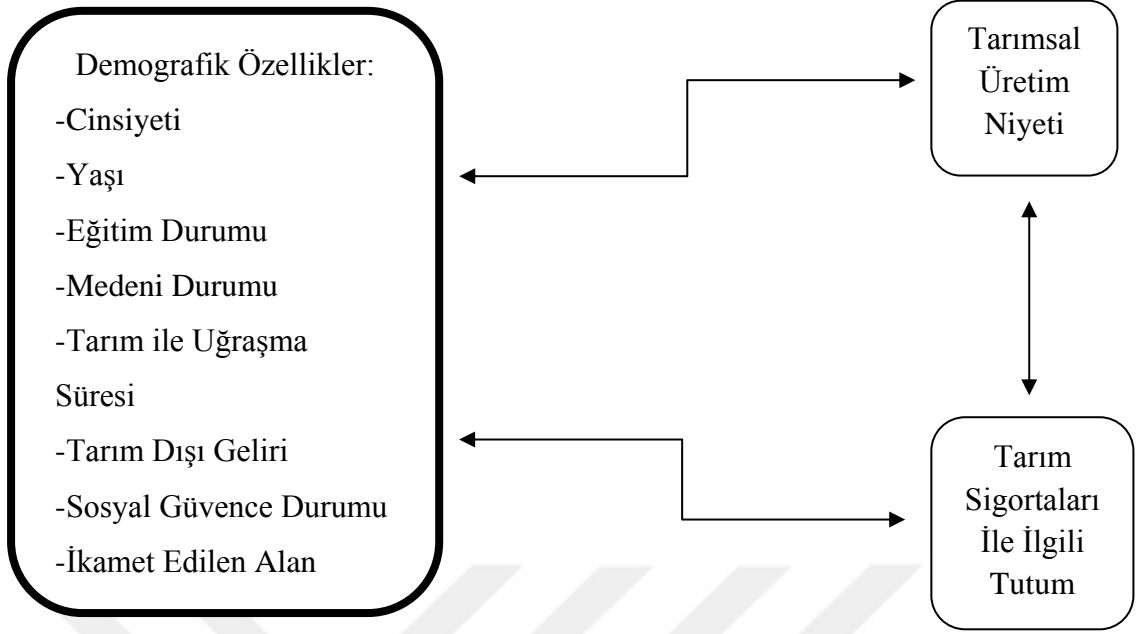 Demografik Özellikler:
-Cinsiyeti
-Yaşı
-Eğitim Durumu
-Medeni Durumu
-Tarım ile Uğraşma
Süresi
-Tarım Dışı Geliri
-Sosyal Güvence Durumu
-İkamet Edilen Alan
Tarımsal
Üretim
Niyeti
Tarım
Sigortaları
İle İlgili
Tutum